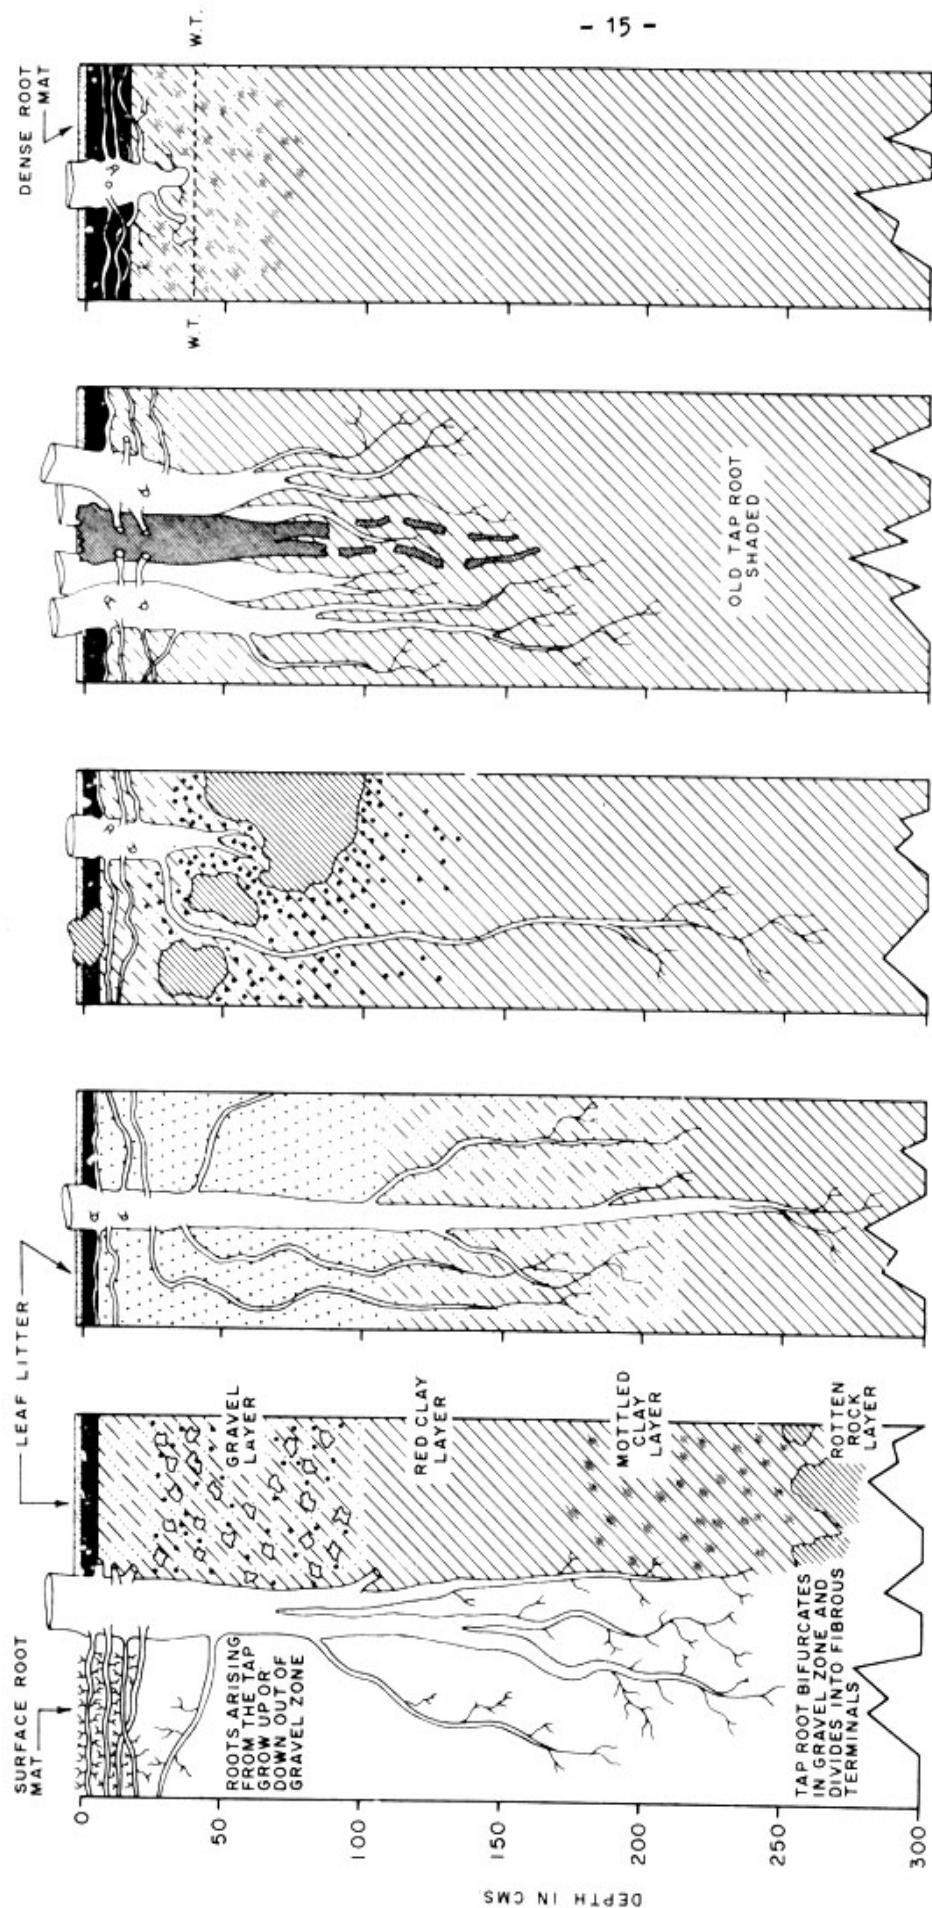 - 15 -
SURFACE ROOT
MAT
LEAF LITTER
DENSE ROOT
MAT
W.T.
W.T.
0
50
100
150
200
250
300
DEPTH IN CMS.
ROOTS ARISING
FROM THE TAP
GROW UP OR
DOWN OUT OF
GRAVEL ZONE
GRAVEL
LAYER
RED CLAY
LAYER
MOTTLED
CLAY
LAYER
TAP ROOT BIFURCATES
IN GRAVEL ZONE AND
DIVIDES INTO FIBROUS
TERMINALS
ROTTEN
ROCK
LAYER
OLD TAP ROOT
SHADED